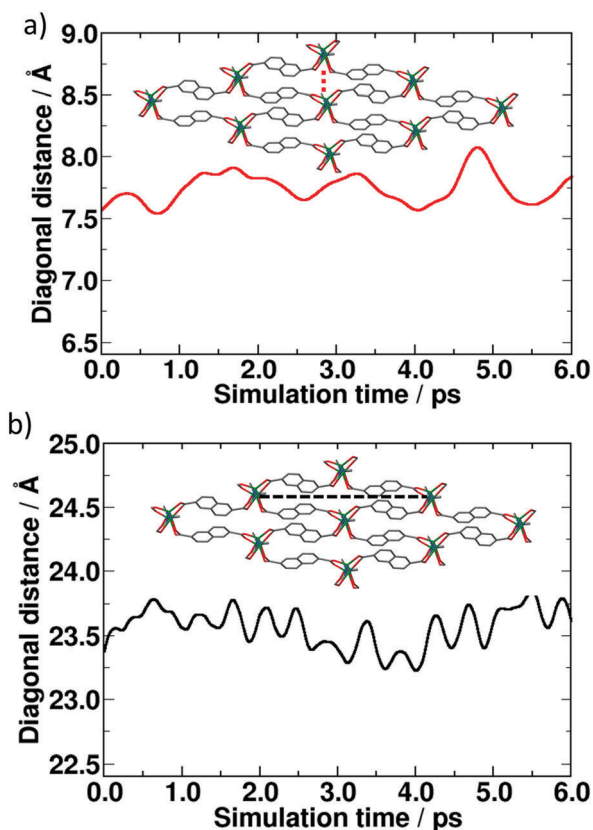 a)
9.0
8.5
8.0
7.5
7.0
6.5
Diagonal distance / Å
0.0 1.0 2.0 3.0 4.0 5.0 6.0
Simulation time / ps
b)
25.0
24.5
24.0
23.5
23.0
22.5
Diagonal distance / Å
0.0 1.0 2.0 3.0 4.0 5.0 6.0
Simulation time / ps